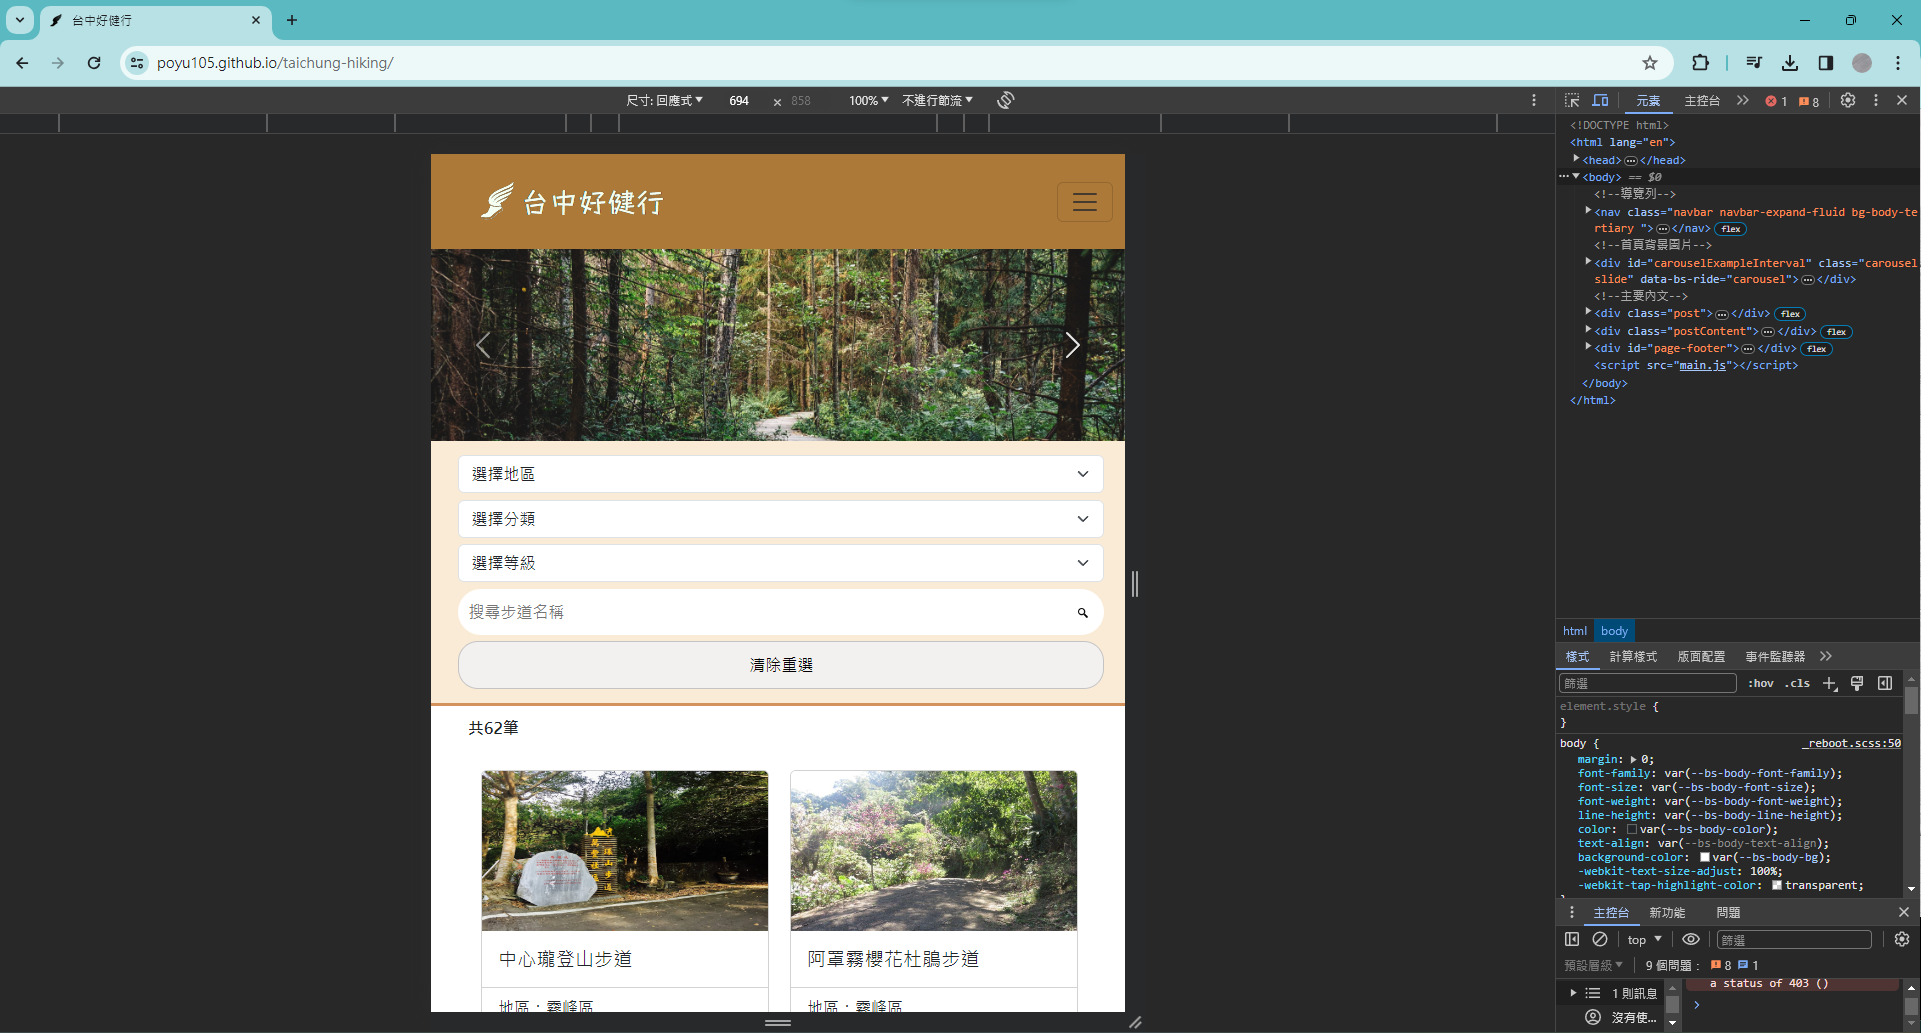 台中好健行
poyu105.github.io/taichung-hiking/
尺寸: 回應式
694 × 858
100%
不進行節流
元素
主控台
1
8
台中好健行
選擇地區
選擇分類
選擇等級
搜尋步道名稱
清除重選
共62筆
中心瓏登山步道
阿罩霧櫻花杜鵑步道
地區：霧峰區
地區：霧峰區
<!DOCTYPE html>
<html lang="en">
<head>…</head>
<body> == $0
<!--導覽列-->
<nav class="navbar navbar-expand-fluid bg-body-te
rtiary ">…</nav> flex
<!--首頁背景圖片-->
<div id="carouselExampleInterval" class="carousel
slide" data-bs-ride="carousel">…</div>
<!--主要內文-->
<div class="post">…</div> flex
<div class="postContent">…</div> flex
<div id="page-footer">…</div> flex
<script src="main.js"></script>
</body>
</html>
html body
樣式
計算樣式
版面配置
事件監聽器
篩選
:hov .cls
element.style {
}
body {
_reboot.scss:50
margin: 0;
font-family: var(--bs-body-font-family);
font-size: var(--bs-body-font-size);
font-weight: var(--bs-body-font-weight);
line-height: var(--bs-body-line-height);
color: var(--bs-body-color);
text-align: var(--bs-body-text-align);
background-color: var(--bs-body-bg);
-webkit-text-size-adjust: 100%;
-webkit-tap-highlight-color: transparent;
主控台
新功能
問題
top
篩選
預設層級
9 個問題： 8 1
1 則訊息
沒有使...
a status of 403 ()